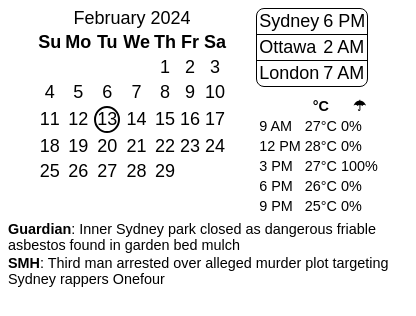 February 2024
Su Mo Tu We Th Fr Sa
1 2 3
4 5 6 7 8 9 10
11 12 13 14 15 16 17
18 19 20 21 22 23 24
25 26 27 28 29
Sydney 6 PM
Ottawa 2 AM
London 7 AM
°C ☂
9 AM 27°C 0%
12 PM 28°C 0%
3 PM 27°C 100%
6 PM 26°C 0%
9 PM 25°C 0%
Guardian: Inner Sydney park closed as dangerous friable
asbestos found in garden bed mulch
SMH: Third man arrested over alleged murder plot targeting
Sydney rappers Onefour